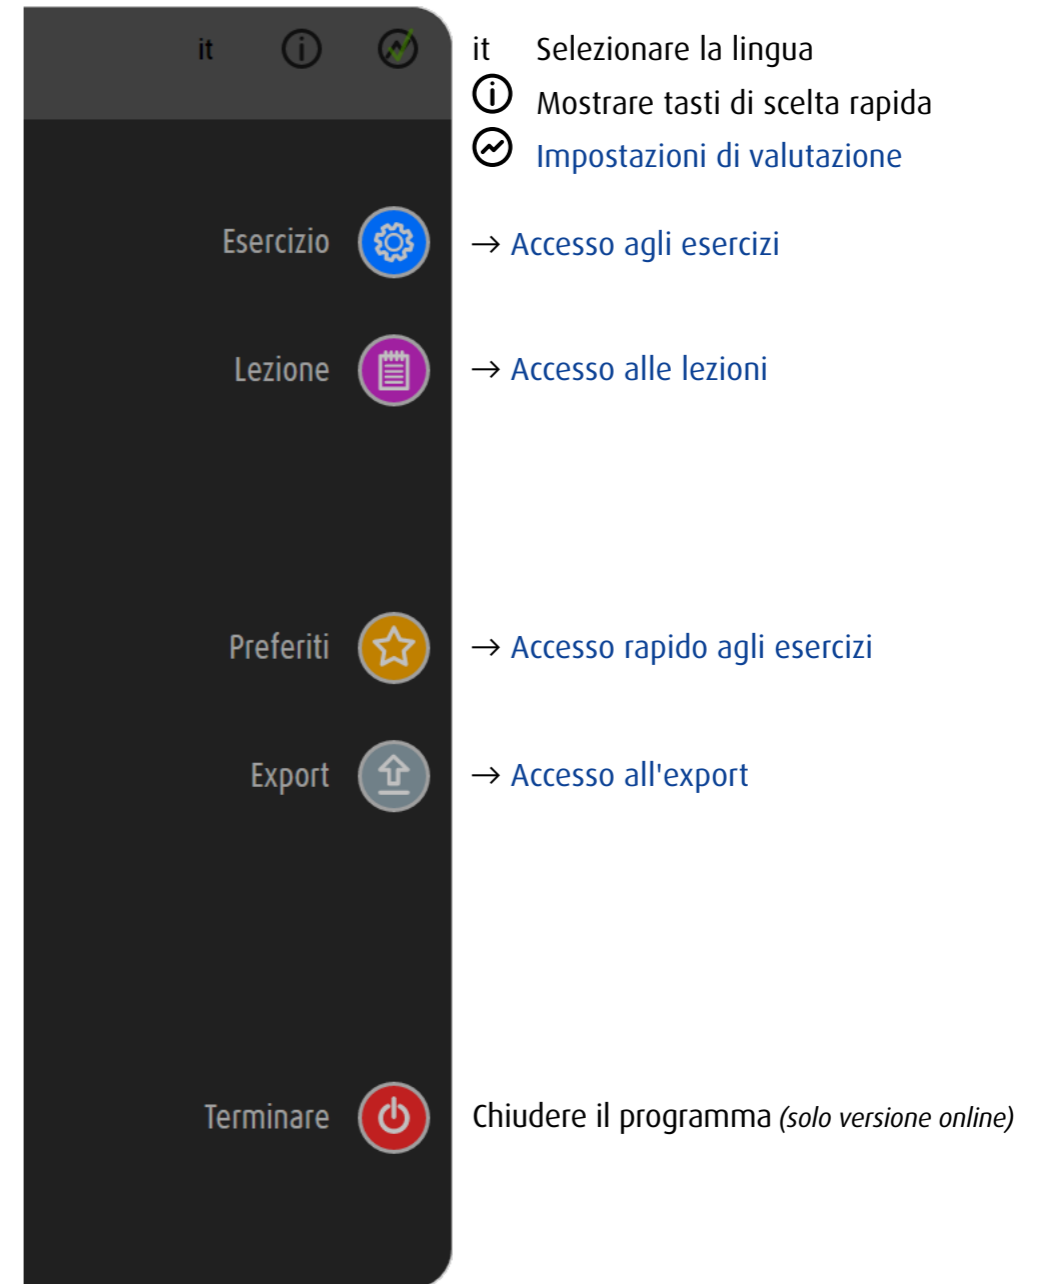 it it Selezionare la lingua
Mostrare tasti di scelta rapida
Impostazioni di valutazione
Esercizio → Accesso agli esercizi
Lezione → Accesso alle lezioni
Preferiti → Accesso rapido agli esercizi
Export → Accesso all'export
Terminare Chiudere il programma (solo versione online)